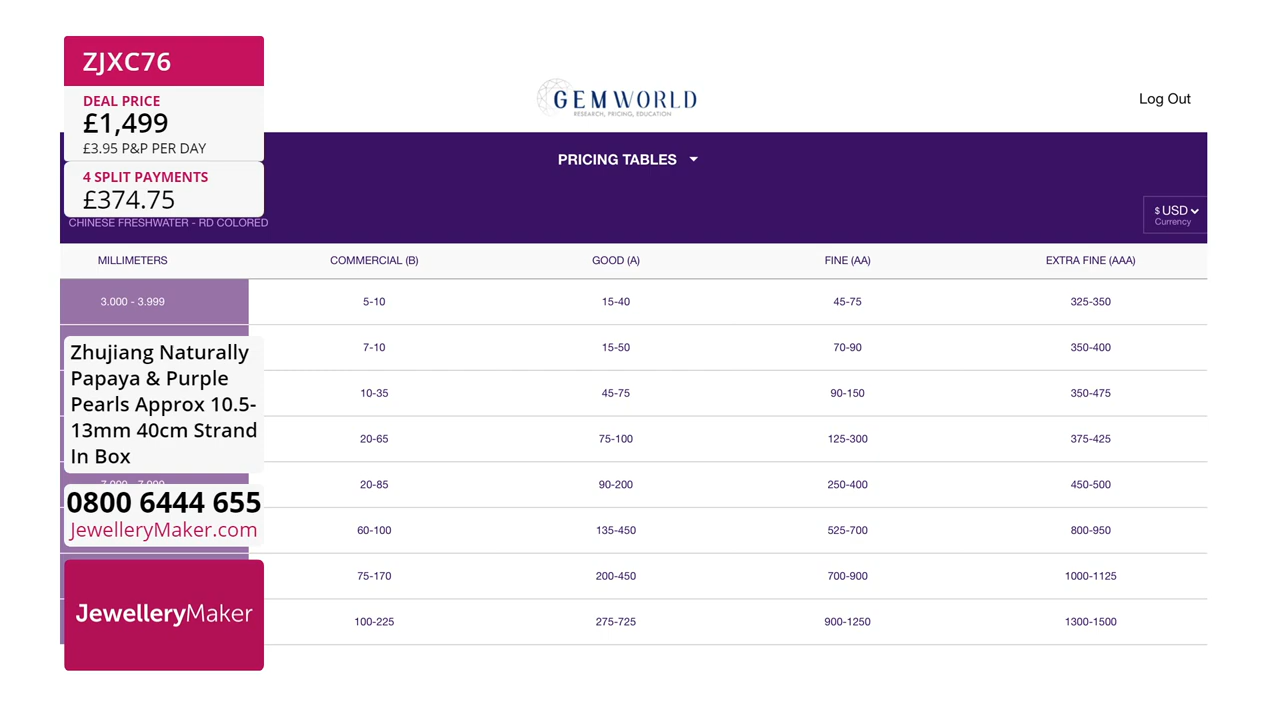 ZJXC76
DEAL PRICE
£1,499
£3.95 P&P PER DAY
4 SPLIT PAYMENTS
£374.75
GEMWORLD
RESEARCH, PRICING, EDUCATION
Log Out
PRICING TABLES
CHINESE FRESHWATER - RD COLORED
$ USD
Currency
MILLIMETERS COMMERCIAL (B) GOOD (A) FINE (AA) EXTRA FINE (AAA)
3.000 - 3.999 5-10 15-40 45-75 325-350
7-10 15-50 70-90 350-400
10-35 45-75 90-150 350-475
20-65 75-100 125-300 375-425
20-85 90-200 250-400 450-500
60-100 135-450 525-700 800-950
75-170 200-450 700-900 1000-1125
100-225 275-725 900-1250 1300-1500
Zhujiang Naturally
Papaya & Purple
Pearls Approx 10.5-
13mm 40cm Strand
In Box
0800 6444 655
JewelleryMaker.com
JewelleryMaker